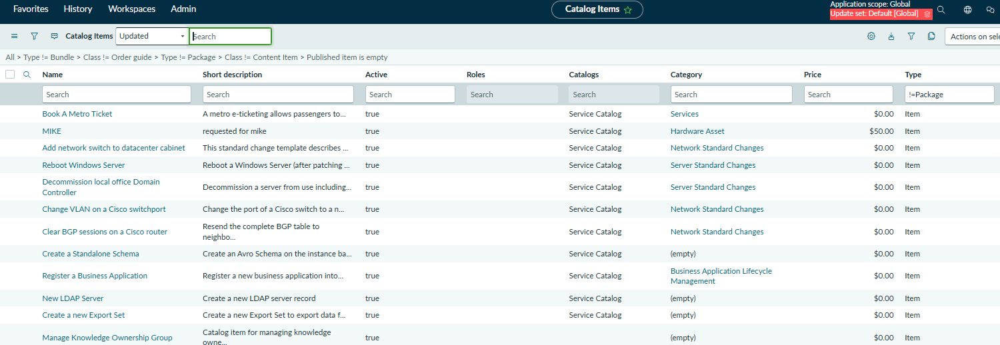 Favorites History Workspaces Admin Catalog Items Application scope: Global
Update set: Default [Global]
Catalog Items Updated Search Actions on sele
All > Type != Bundle > Class != Order guide > Type != Package > Class != Content Item > Published item is empty
Name Short description Active Roles Catalogs Category Price Type
Search Search Search Search Search Search Search !=Package
Book A Metro Ticket A metro e-ticketing allows passengers to... true Service Catalog Services $0.00 Item
MIKE requested for mike true Service Catalog Hardware Asset $50.00 Item
Add network switch to datacenter cabinet This standard change template describes ... true Service Catalog Network Standard Changes $0.00 Item
Reboot Windows Server Reboot a Windows Server (after patching ... true Service Catalog Server Standard Changes $0.00 Item
Decommission local office Domain
Controller Decommission a server from use including... true Service Catalog Server Standard Changes $0.00 Item
Change VLAN on a Cisco switchport Change the port of a Cisco switch to a n... true Service Catalog Network Standard Changes $0.00 Item
Clear BGP sessions on a Cisco router Resend the complete BGP table to
neighbo... true Service Catalog Network Standard Changes $0.00 Item
Create a Standalone Schema Create an Avro Schema on the instance ba... true Service Catalog (empty) $0.00 Item
Register a Business Application Register a new business application into... true Service Catalog Business Application Lifecycle
Management $0.00 Item
New LDAP Server Create a new LDAP server record true Service Catalog (empty) $0.00 Item
Create a new Export Set Create a new Export Set to export data f... true Service Catalog (empty) $0.00 Item
Manage Knowledge Ownership Group Catalog item for managing knowledge
owne... true (empty) $0.00 Item